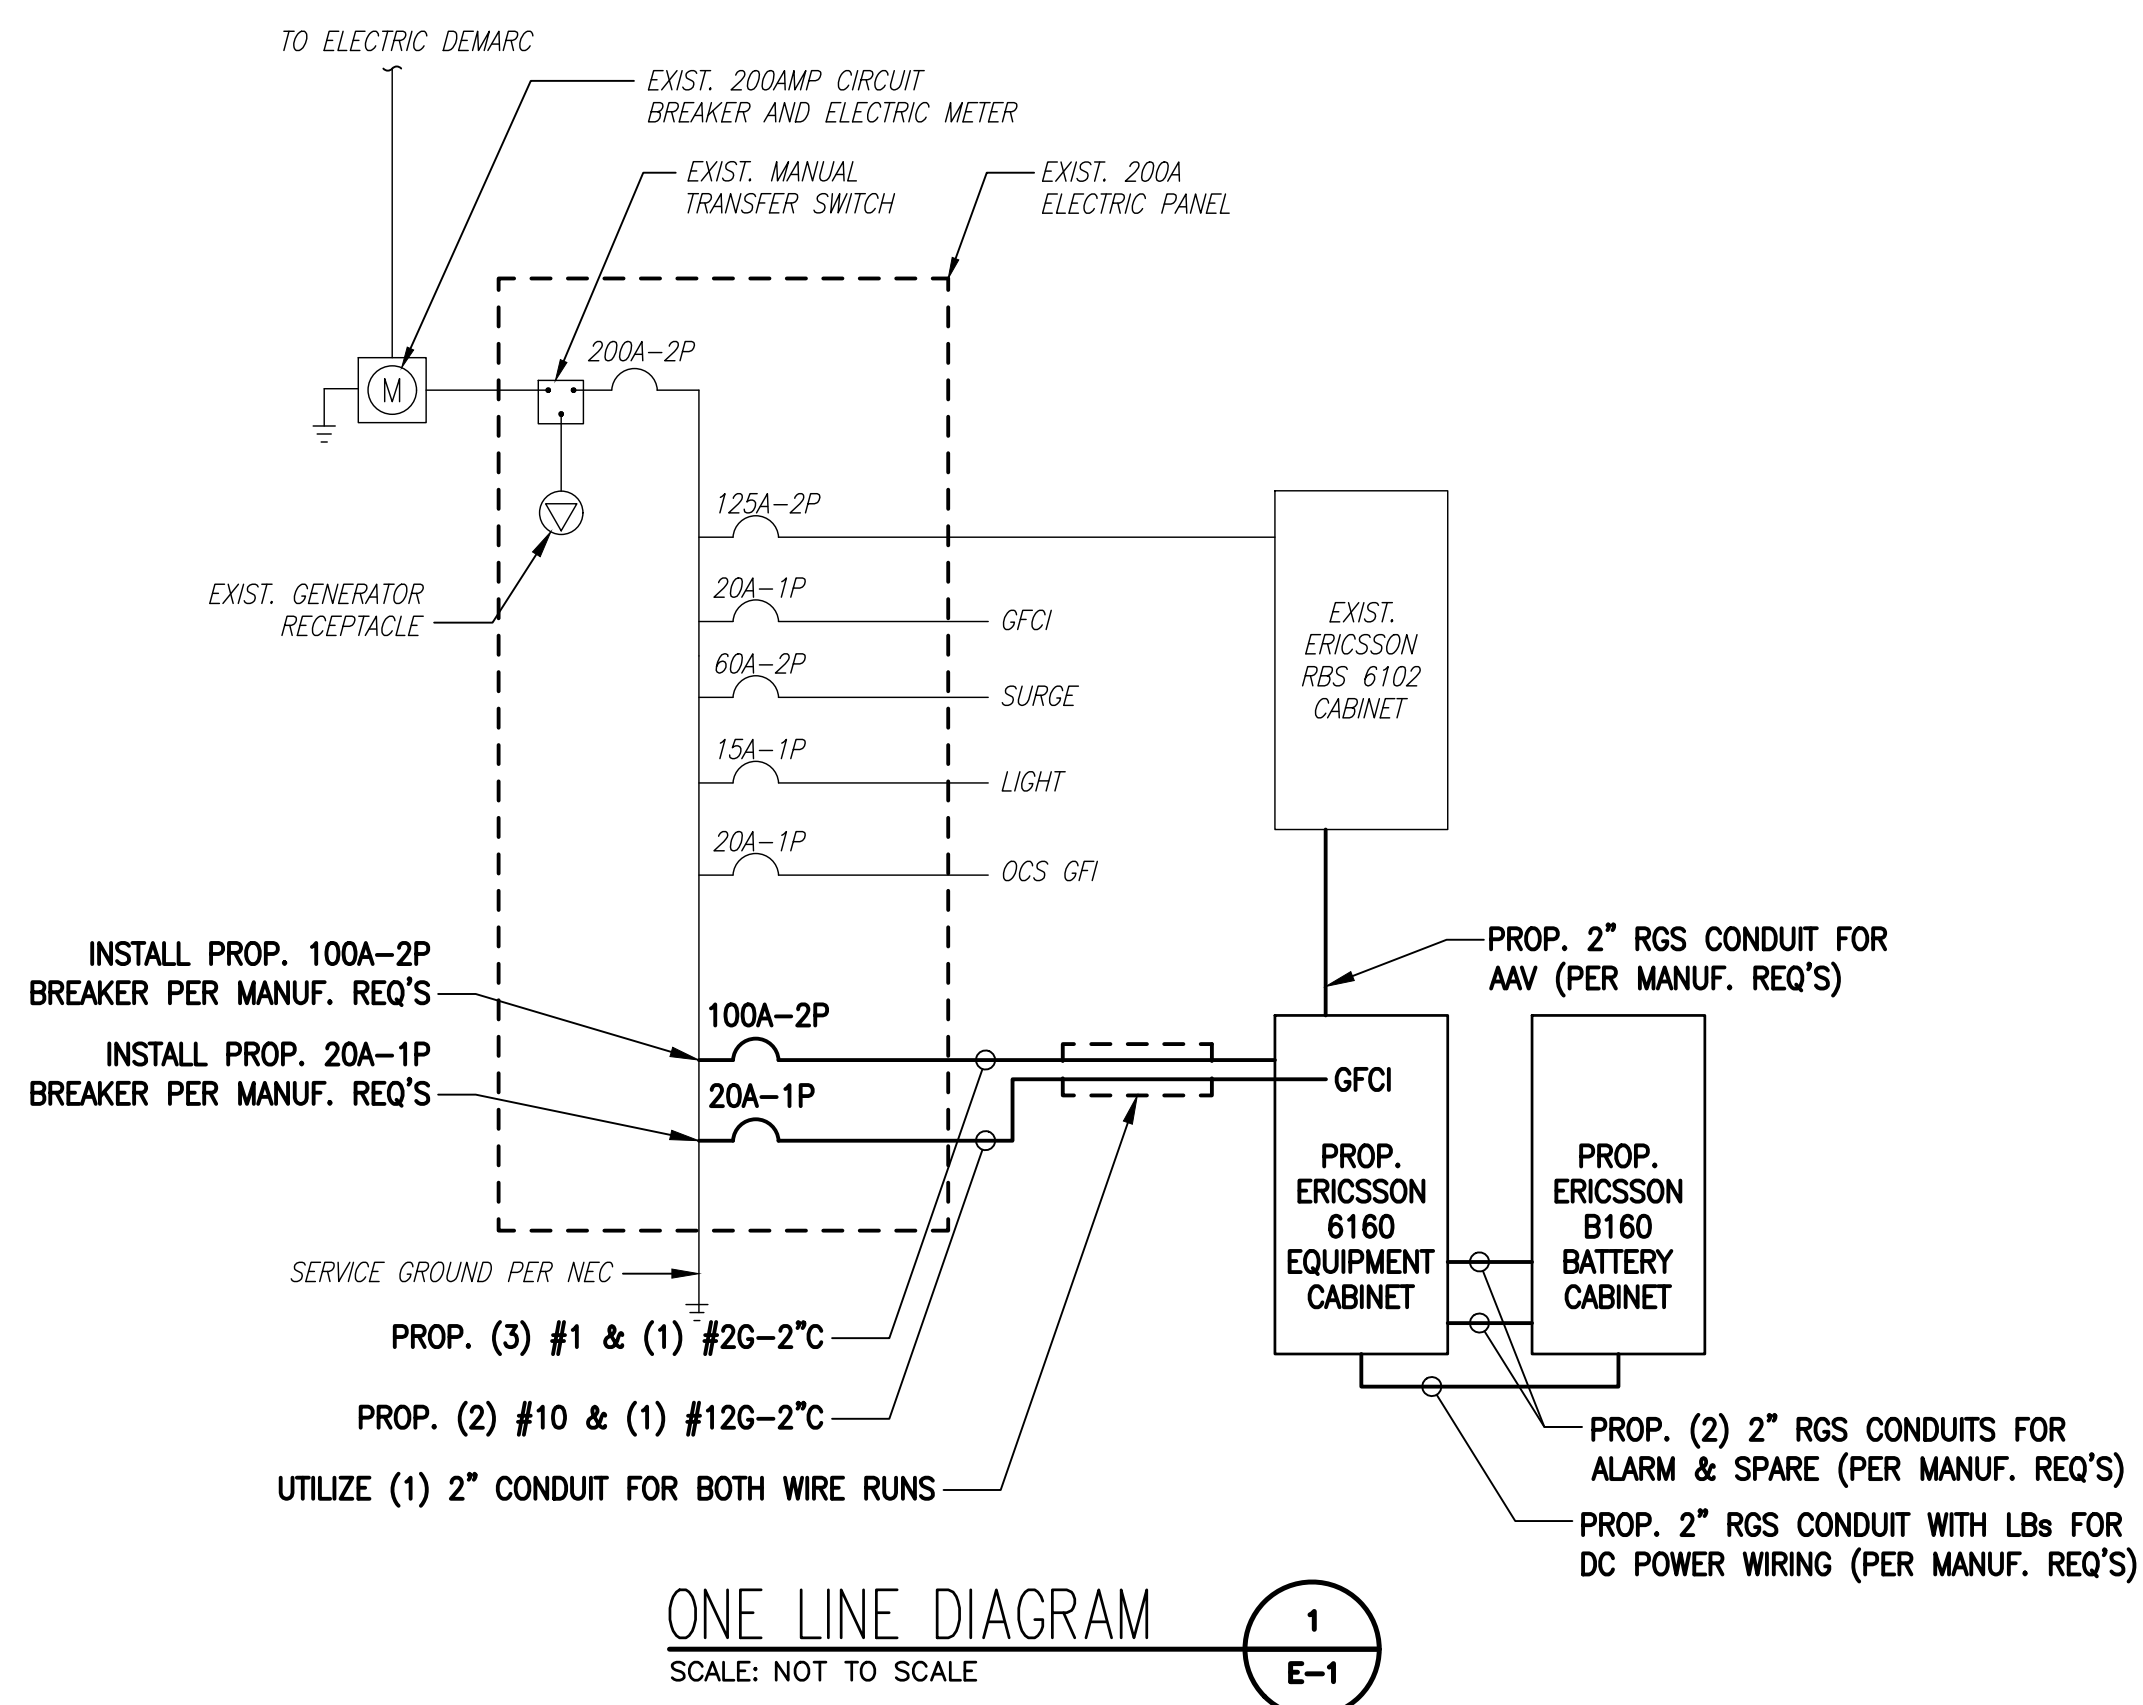 TO ELECTRIC DEMARC
EXIST. 200AMP CIRCUIT
BREAKER AND ELECTRIC METER
EXIST. MANUAL
TRANSFER SWITCH
EXIST. 200A
ELECTRIC PANEL
200A-2P
M
125A-2P
EXIST. GENERATOR
RECEPTACLE
20A-1P
GFCI
60A-2P
SURGE
15A-1P
LIGHT
20A-1P
OCS GFI
EXIST.
ERICSSON
RBS 6102
CABINET
INSTALL PROP. 100A-2P
BREAKER PER MANUF. REQ'S
INSTALL PROP. 20A-1P
BREAKER PER MANUF. REQ'S
100A-2P
20A-1P
PROP. 2" RGS CONDUIT FOR
AAV (PER MANUF. REQ'S)
GFCI
PROP.
ERICSSON
6160
EQUIPMENT
CABINET
PROP.
ERICSSON
B160
BATTERY
CABINET
SERVICE GROUND PER NEC
PROP. (3) #1 & (1) #2G-2"C
PROP. (2) #10 & (1) #12G-2"C
UTILIZE (1) 2" CONDUIT FOR BOTH WIRE RUNS
PROP. (2) 2" RGS CONDUITS FOR
ALARM & SPARE (PER MANUF. REQ'S)
PROP. 2" RGS CONDUIT WITH LBs FOR
DC POWER WIRING (PER MANUF. REQ'S)
ONE LINE DIAGRAM
SCALE: NOT TO SCALE
1
E-1